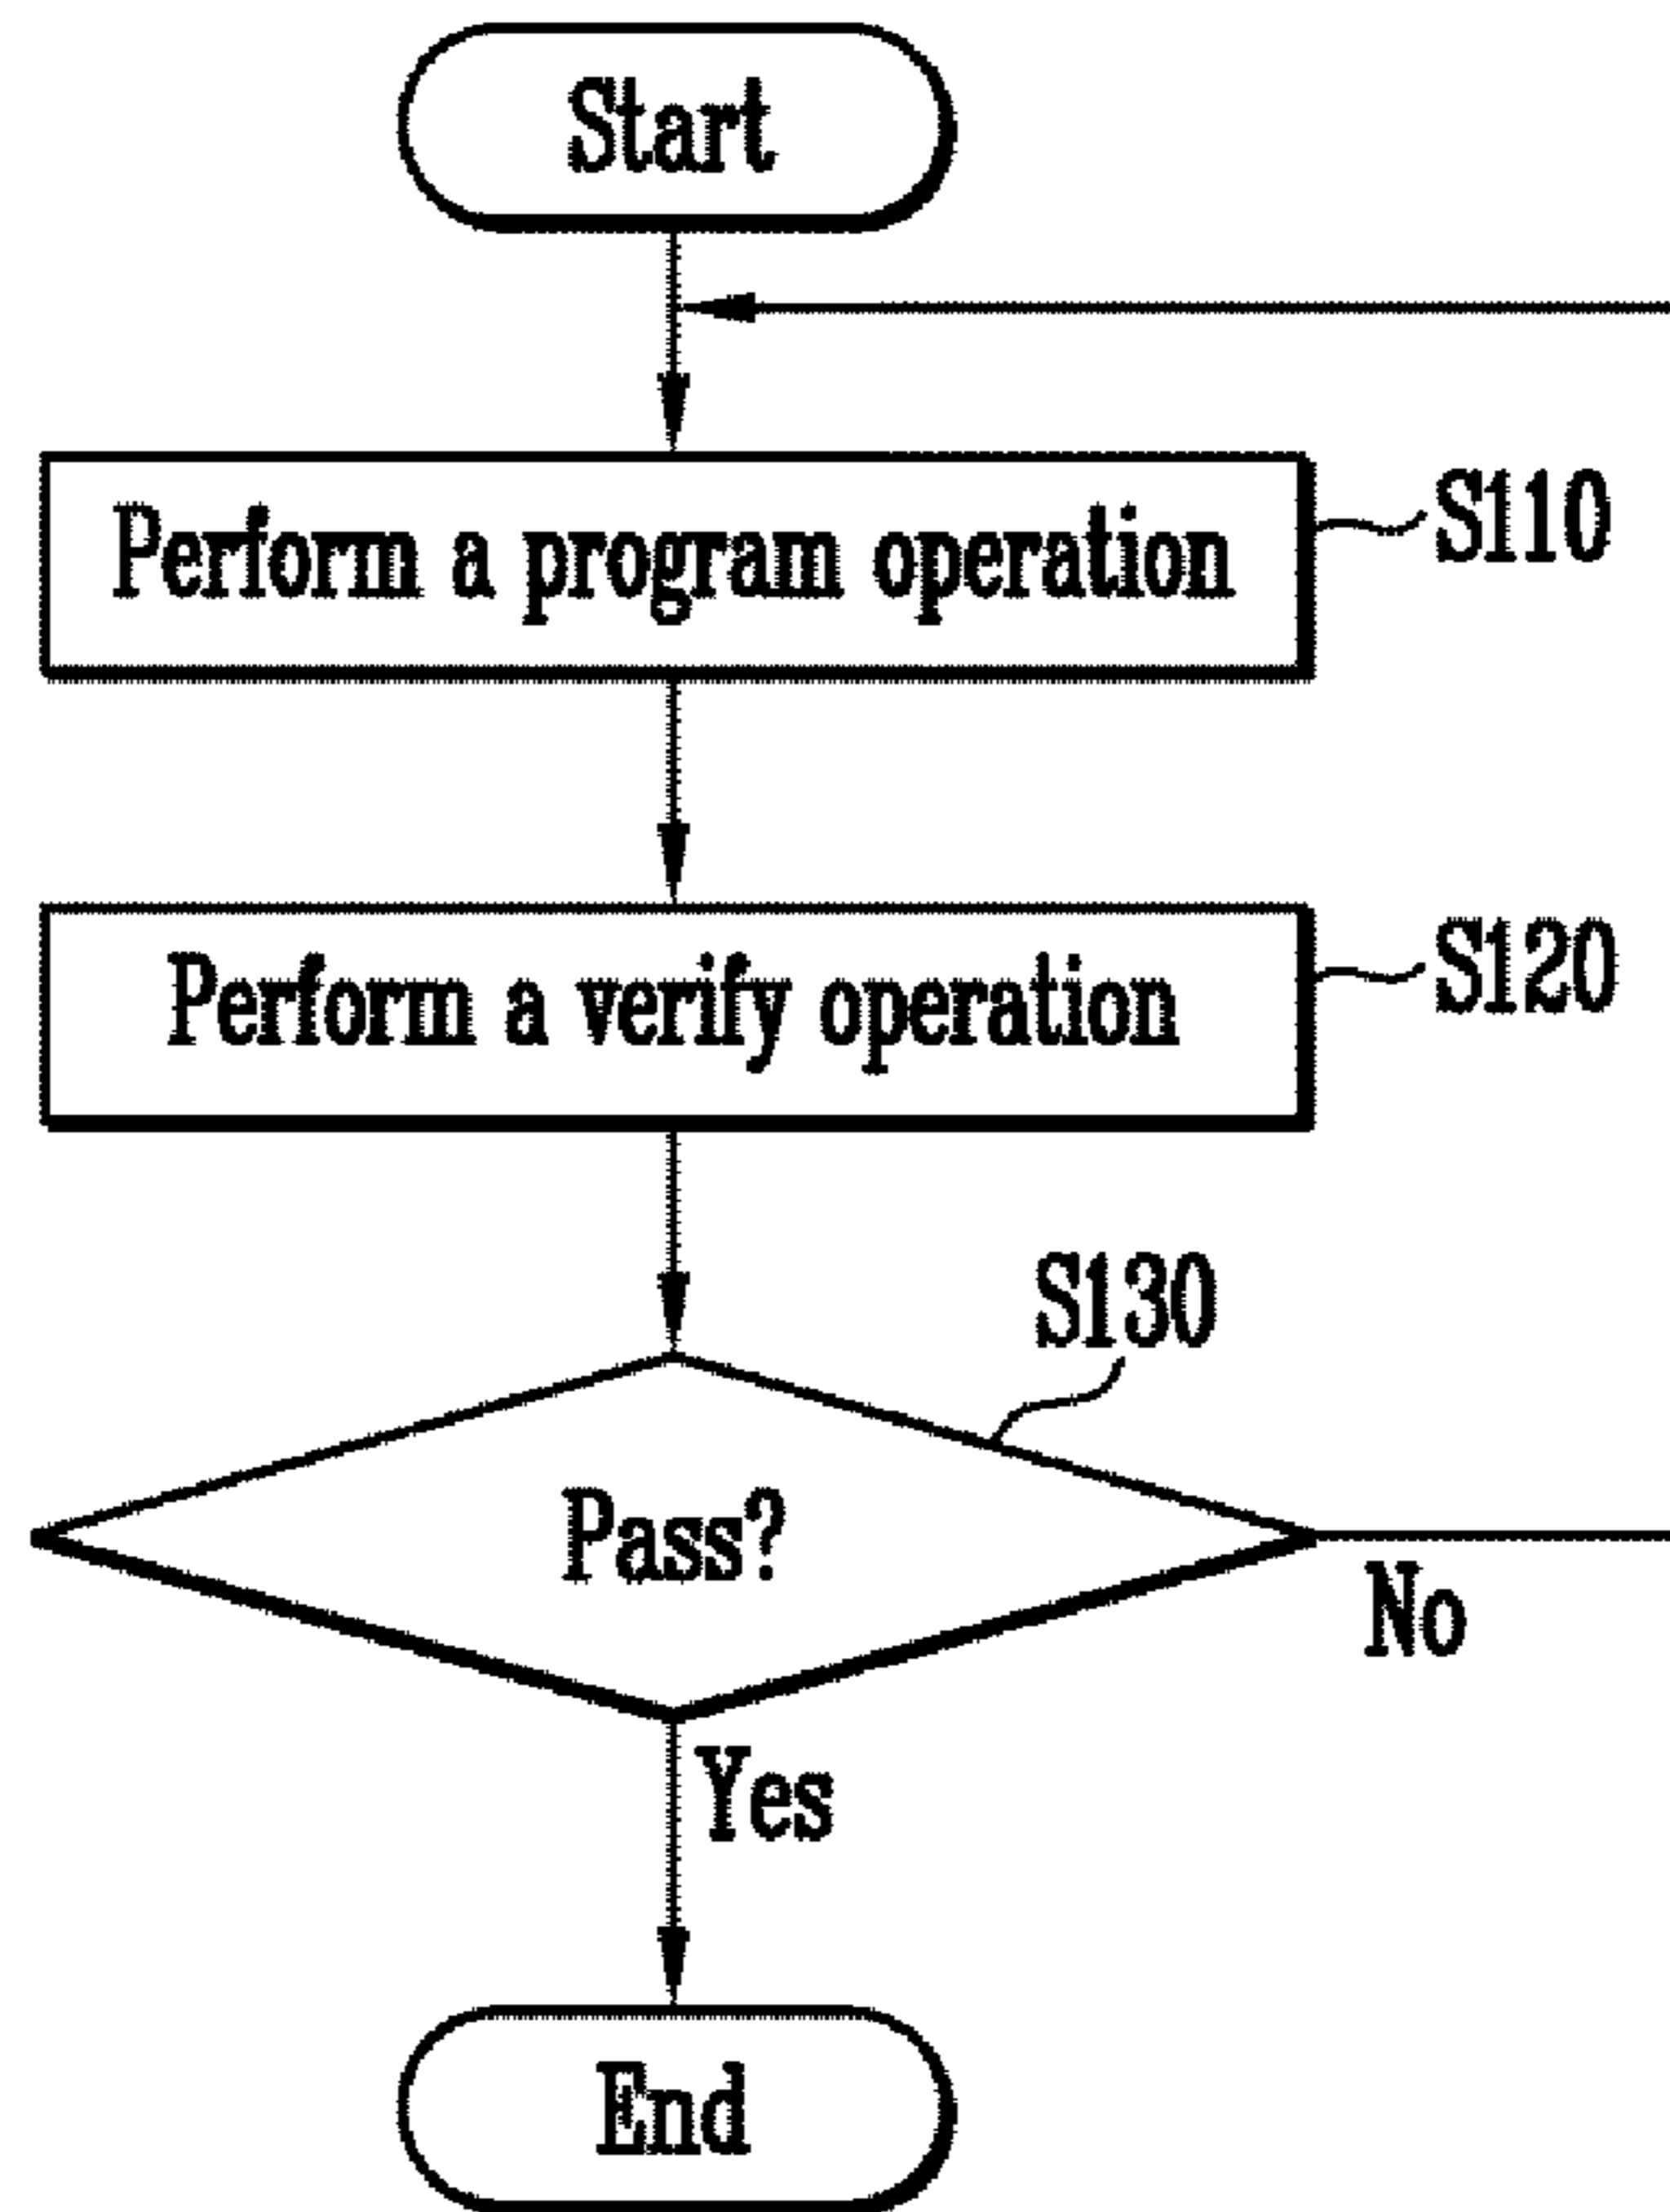 Start
Perform a program operation
S110
Perform a verify operation
S120
S130
Pass?
No
Yes
End